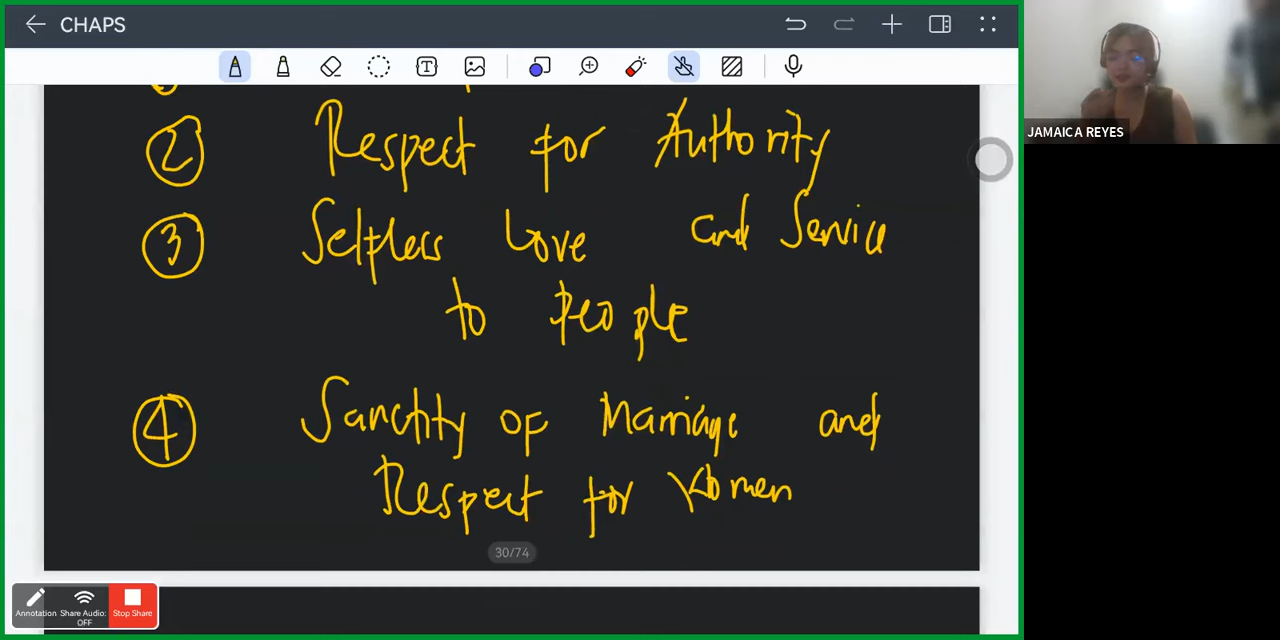 CHAPS
JAMAICA REYES
2 Respect for Authority
3 Selfless Love and Service
to People
4 Sanctity of Marriage and
Respect for Women
30/74
Annotation Share Audio: OFF Stop Share